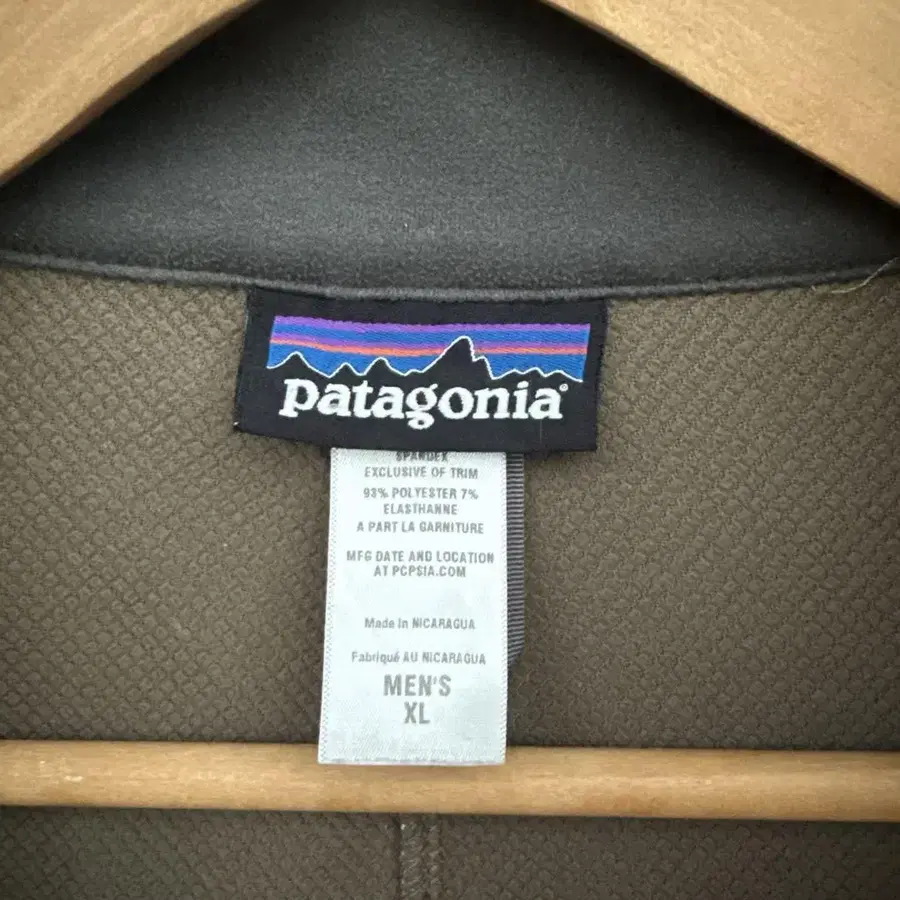 patagonia®
SPANDEX
EXCLUSIVE OF TRIM
93% POLYESTER 7%
ELASTHANNE
A PART LA GARNITURE
MFG DATE AND LOCATION
AT PCPSIA.COM
Made in NICARAGUA
Fabriqué AU NICARAGUA
MEN'S
XL